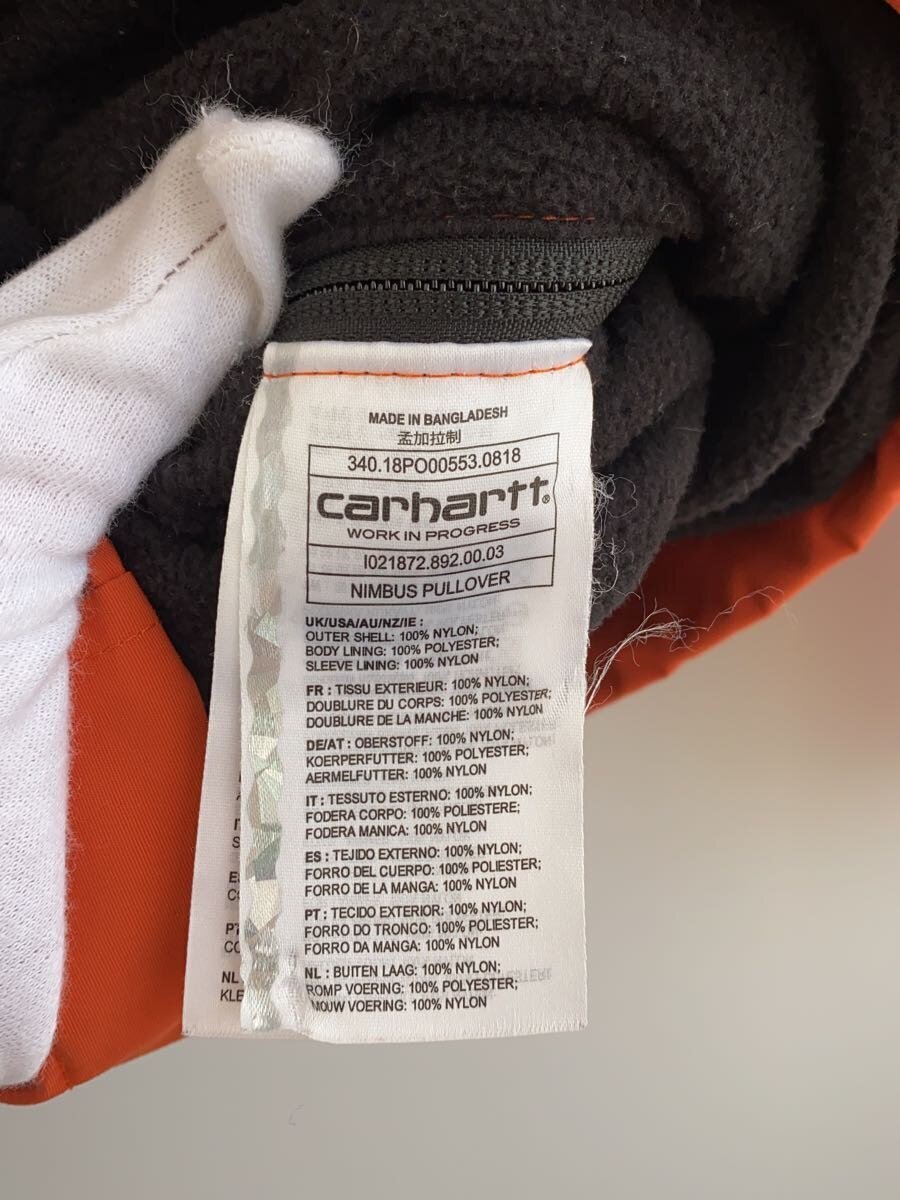 MADE IN BANGLADESH
孟加拉制
340.18PO00553.0818
carhartt®
WORK IN PROGRESS
I021872.892.00.03
NIMBUS PULLOVER
UK/USA/AU/NZ/IE :
OUTER SHELL: 100% NYLON;
BODY LINING: 100% POLYESTER;
SLEEVE LINING: 100% NYLON
FR : TISSU EXTERIEUR: 100% NYLON;
DOUBLURE DU CORPS: 100% POLYESTER;
DOUBLURE DE LA MANCHE: 100% NYLON
DE/AT : OBERSTOFF: 100% NYLON;
KOERPERFUTTER: 100% POLYESTER;
AERMELFUTTER: 100% NYLON
IT : TESSUTO ESTERNO: 100% NYLON;
FODERA CORPO: 100% POLIESTERE;
FODERA MANICA: 100% NYLON
ES : TEJIDO EXTERNO: 100% NYLON;
FORRO DEL CUERPO: 100% POLIESTER;
FORRO DE LA MANGA: 100% NYLON
PT : TECIDO EXTERIOR: 100% NYLON;
FORRO DO TRONCO: 100% POLIESTER;
FORRO DA MANGA: 100% NYLON
NL : BUITEN LAAG: 100% NYLON;
ROMP VOERING: 100% POLYESTER;
MOUW VOERING: 100% NYLON
NL
KLE